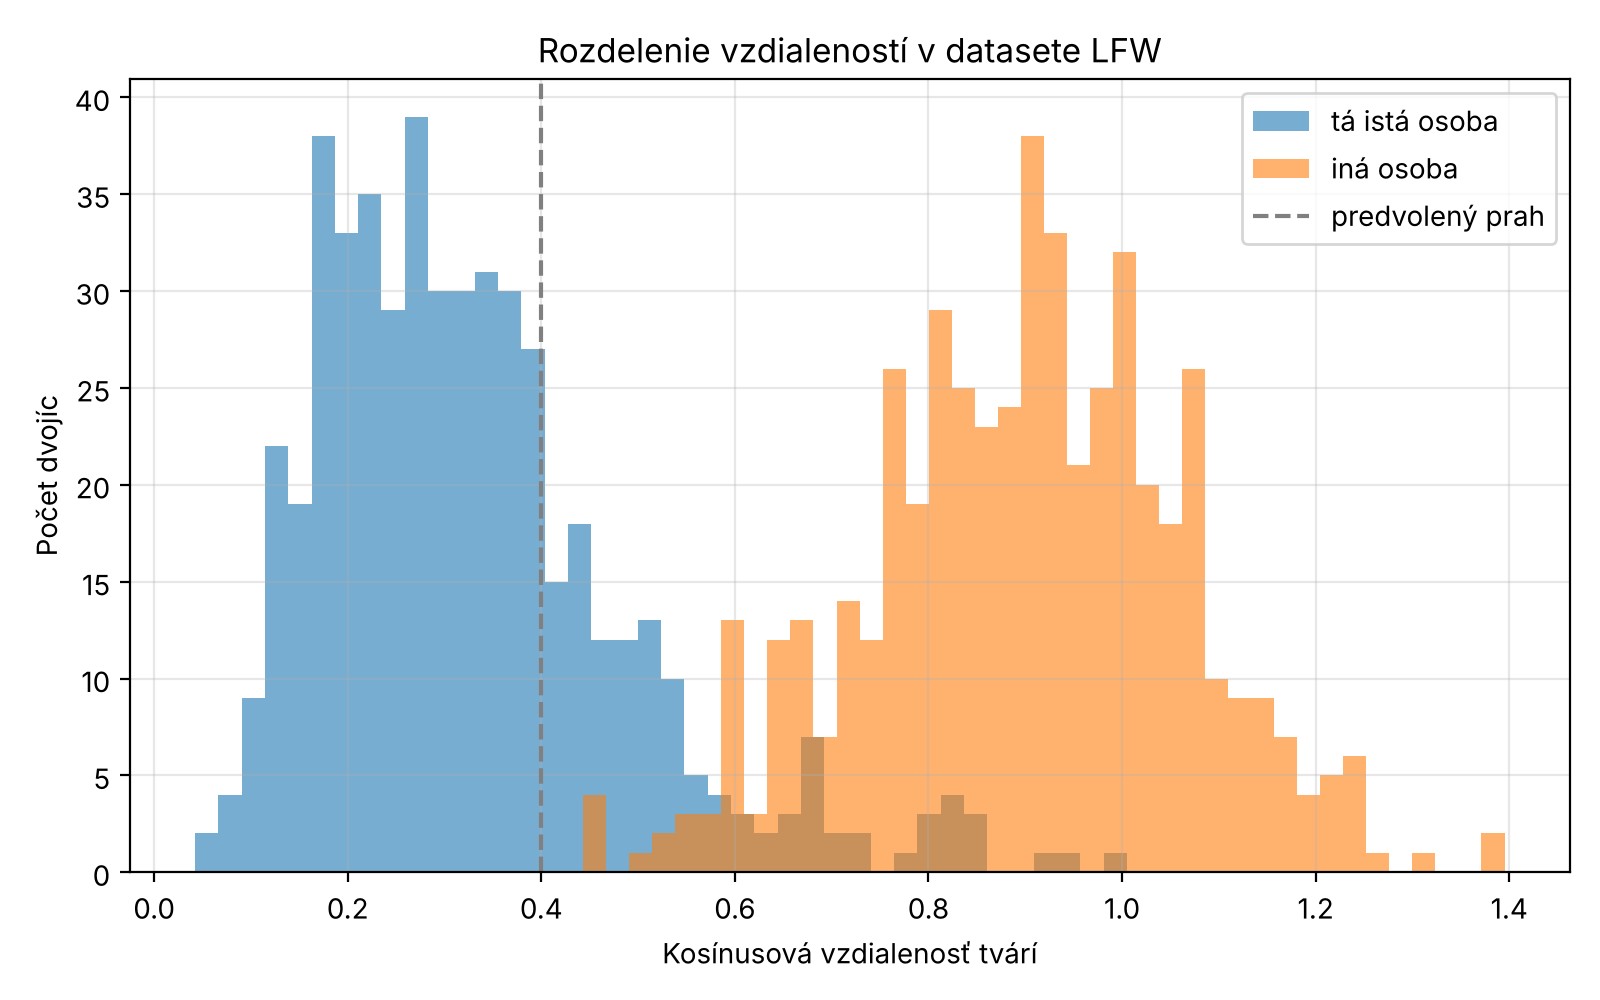 Rozdelenie vzdialeností v datasete LFW
tá istá osoba
iná osoba
predvolený prah
Počet dvojíc
40
35
30
25
20
15
10
5
0
0.0 0.2 0.4 0.6 0.8 1.0 1.2 1.4
Kosínusová vzdialenosť tvárí